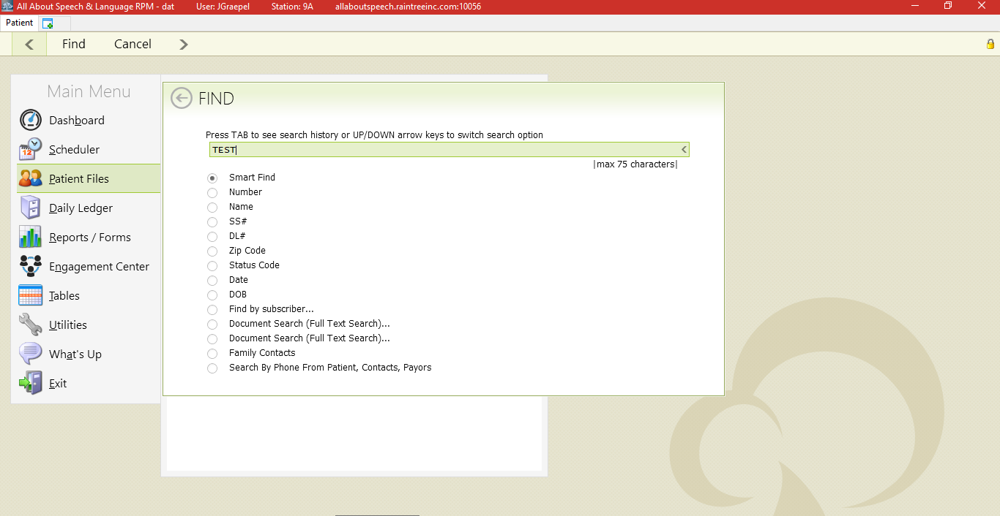 All About Speech & Language RPM - dat User: JGraepel Station: 9A allaboutspeech.raintreeinc.com:10056
Patient
Find Cancel
Main Menu
Dashboard
12
Scheduler
Patient Files
Daily Ledger
Reports / Forms
Engagement Center
Tables
Utilities
What's Up
Exit
FIND
Press TAB to see search history or UP/DOWN arrow keys to switch search option
TEST
|max 75 characters|
Smart Find
Number
Name
SS#
DL#
Zip Code
Status Code
Date
DOB
Find by subscriber...
Document Search (Full Text Search)...
Document Search (Full Text Search)...
Family Contacts
Search By Phone From Patient, Contacts, Payors